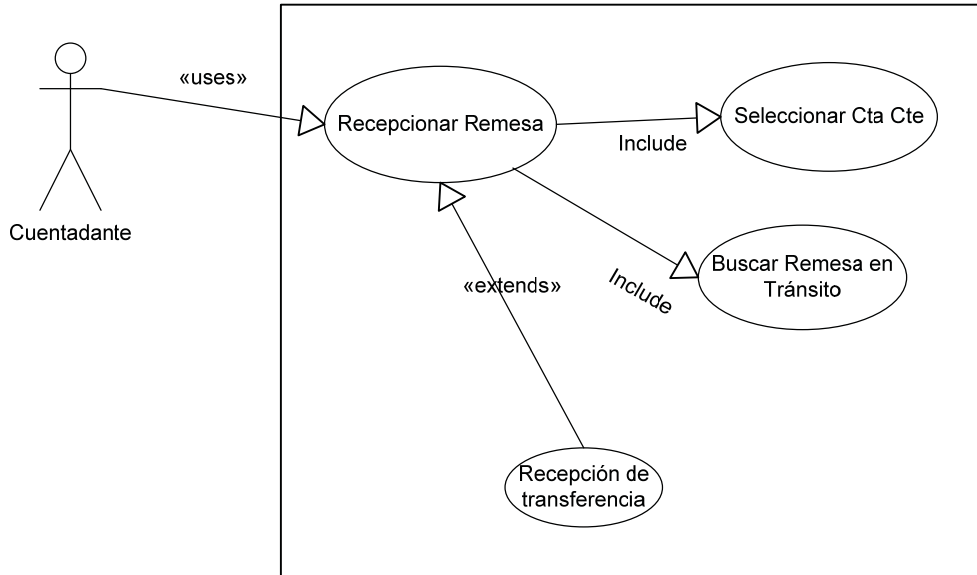 «uses»
Recepcionar Remesa
Seleccionar Cta Cte
Include
Cuentadante
Buscar Remesa en
Tránsito
Include
«extends»
Recepción de
transferencia